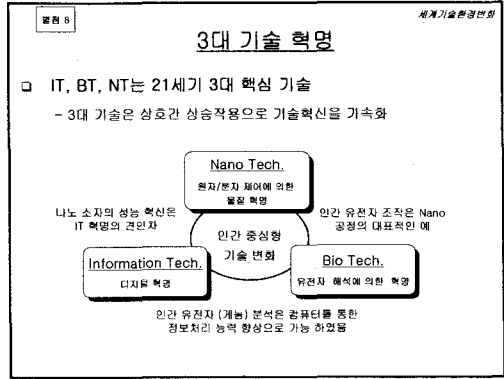 별첨 8
세계기술환경변화
3대 기술 혁명
IT, BT, NT는 21세기 3대 핵심 기술
- 3대 기술은 상호간 상승작용으로 기술혁신을 가속화
Nano Tech.
원자/분자 제어에 의한
물질 혁명
나노 소자의 성능 혁신은
IT 혁명의 견인차
인간 유전자 조작은 Nano
공정의 대표적인 예
인간 중심형
기술 변화
Information Tech.
디지털 혁명
Bio Tech.
유전자 해석에 의한 혁명
인간 유전자 (게놈) 분석은 컴퓨터를 통한
정보처리 능력 향상으로 가능 하였음